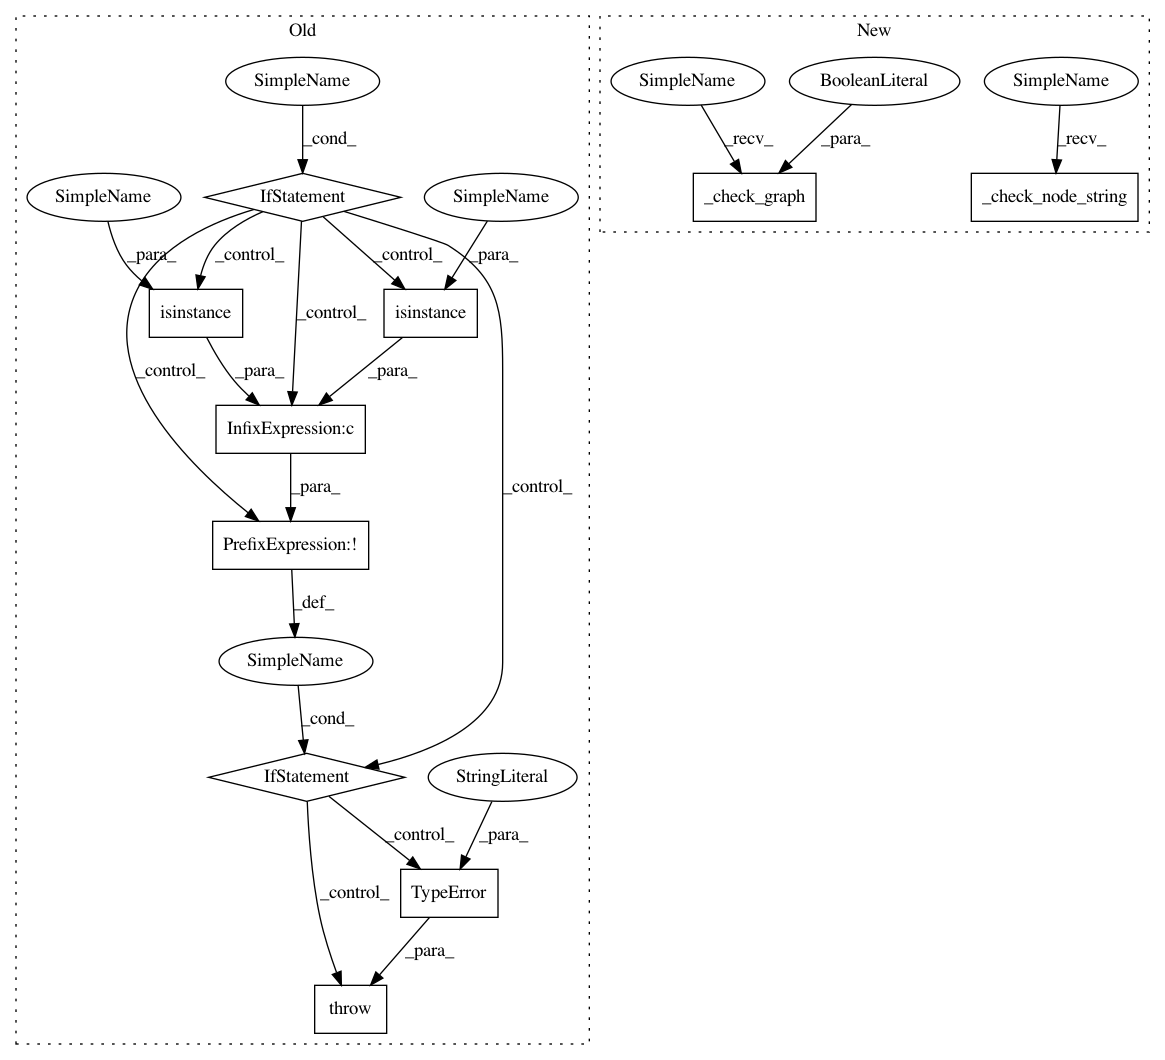 Old
New
SimpleName
SimpleName
BooleanLiteral
SimpleName
_cond_
_recv_
_para_
_recv_
SimpleName
IfStatement
SimpleName
_check_graph
_check_node_string
_para_
_control_
_control_
_para_
isinstance
_control_
isinstance
_control_
_para_
_para_
InfixExpression:c
_para_
_control_
PrefixExpression:!
_def_
SimpleName
_cond_
IfStatement
StringLiteral
_control_
_para_
_control_
TypeError
_para_
throw